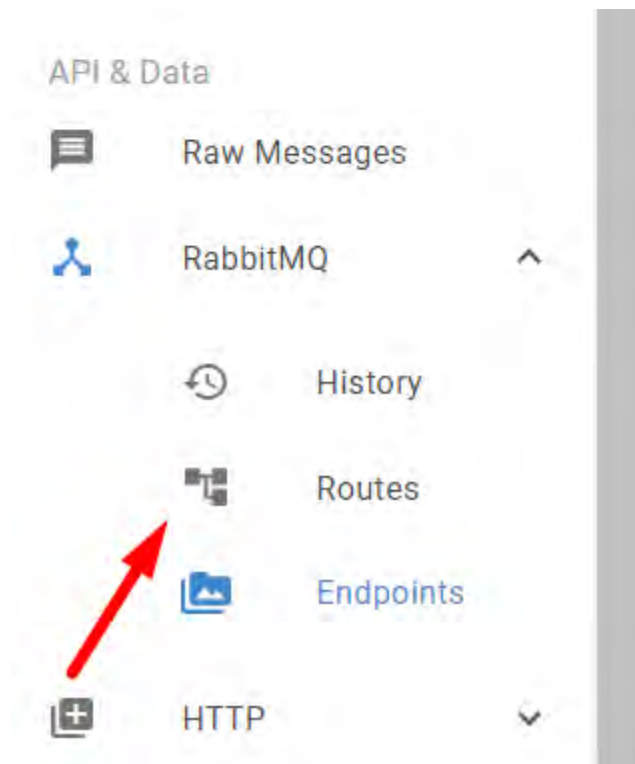 API & Data
Raw Messages
RabbitMQ
History
Routes
Endpoints
HTTP